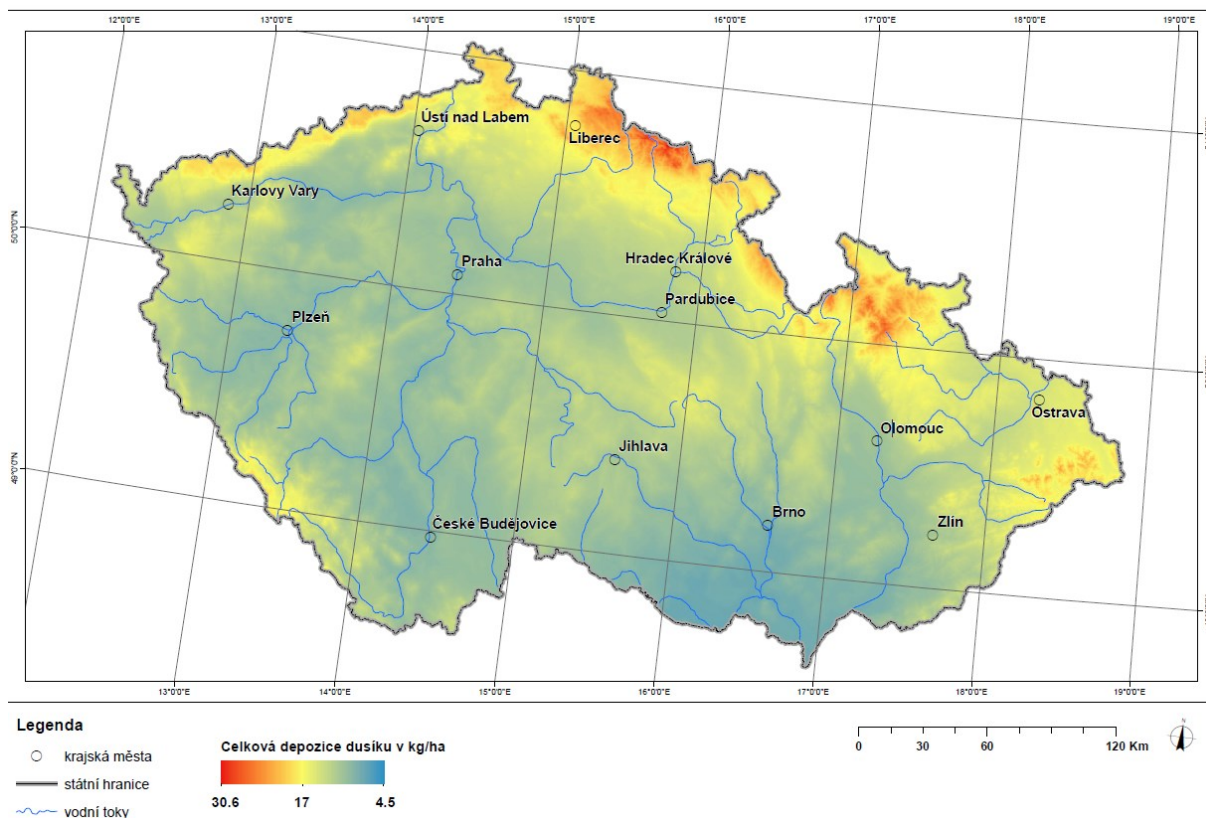 12°0'0"E 13°0'0"E 14°0'0"E 15°0'0"E 16°0'0"E 17°0'0"E 18°0'0"E 19°0'0"E
Ústí nad Labem
Liberec
Karlovy Vary
50°0'0"N
Praha
Hradec Králové
Pardubice
Plzeň
Ostrava
Olomouc
Jihlava
49°0'0"N
Brno
Zlín
České Budějovice
13°0'0"E 14°0'0"E 15°0'0"E 16°0'0"E 17°0'0"E 18°0'0"E 19°0'0"E
Legenda
krajská města
státní hranice
vodní toky
Celková depozice dusíku v kg/ha
30.6 17 4.5
0 30 60 120 Km
N